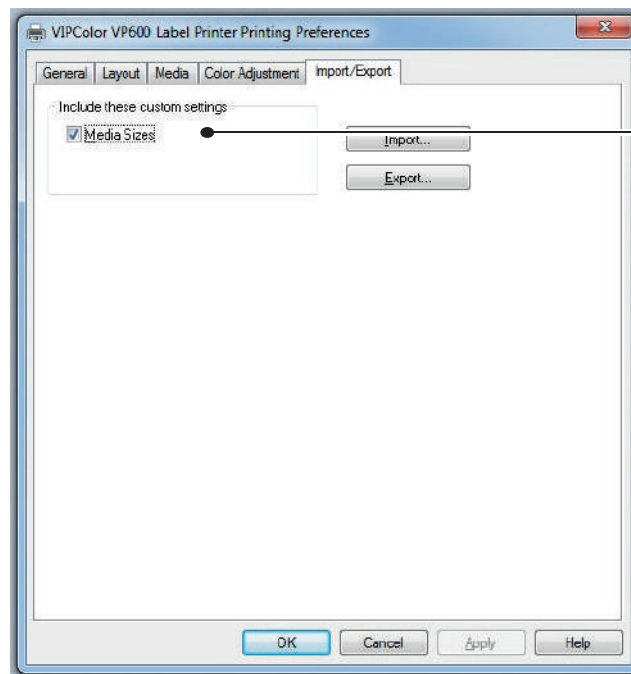 VIPColor VP600 Label Printer Printing Preferences
General Layout Media Color Adjustment Import/Export
Include these custom settings
Media Sizes
Import...
Export...
OK Cancel Apply Help